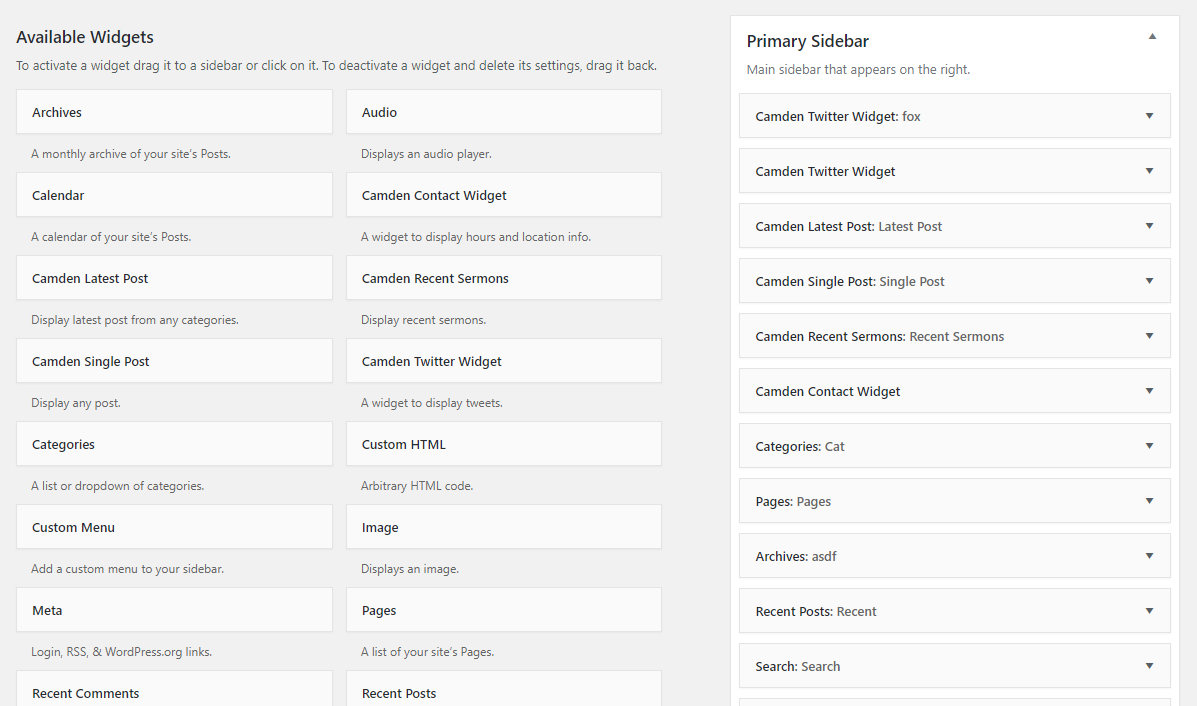 Available Widgets
To activate a widget drag it to a sidebar or click on it. To deactivate a widget and delete its settings, drag it back.
Archives
A monthly archive of your site’s Posts.
Audio
Displays an audio player.
Calendar
A calendar of your site’s Posts.
Camden Contact Widget
A widget to display hours and location info.
Camden Latest Post
Display latest post from any categories.
Camden Recent Sermons
Display recent sermons.
Camden Single Post
Display any post.
Camden Twitter Widget
A widget to display tweets.
Categories
A list or dropdown of categories.
Custom HTML
Arbitrary HTML code.
Custom Menu
Add a custom menu to your sidebar.
Image
Displays an image.
Meta
Login, RSS, & WordPress.org links.
Pages
A list of your site’s Pages.
Recent Comments
Recent Posts
Primary Sidebar
Main sidebar that appears on the right.
Camden Twitter Widget: fox
Camden Twitter Widget
Camden Latest Post: Latest Post
Camden Single Post: Single Post
Camden Recent Sermons: Recent Sermons
Camden Contact Widget
Categories: Cat
Pages: Pages
Archives: asdf
Recent Posts: Recent
Search: Search